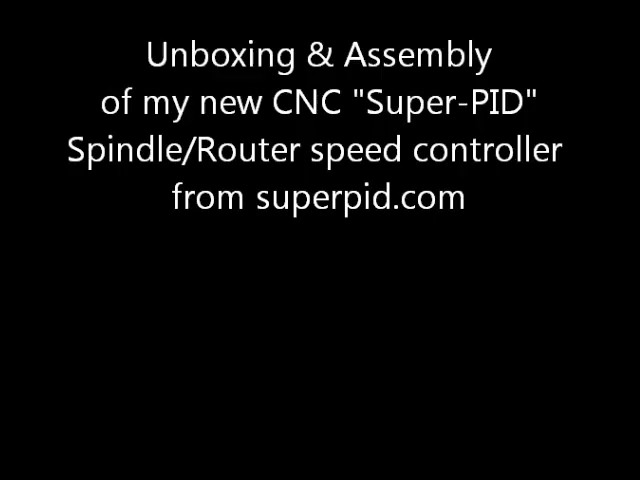 Unboxing & Assembly
of my new CNC "Super-PID"
Spindle/Router speed controller
from superpid.com